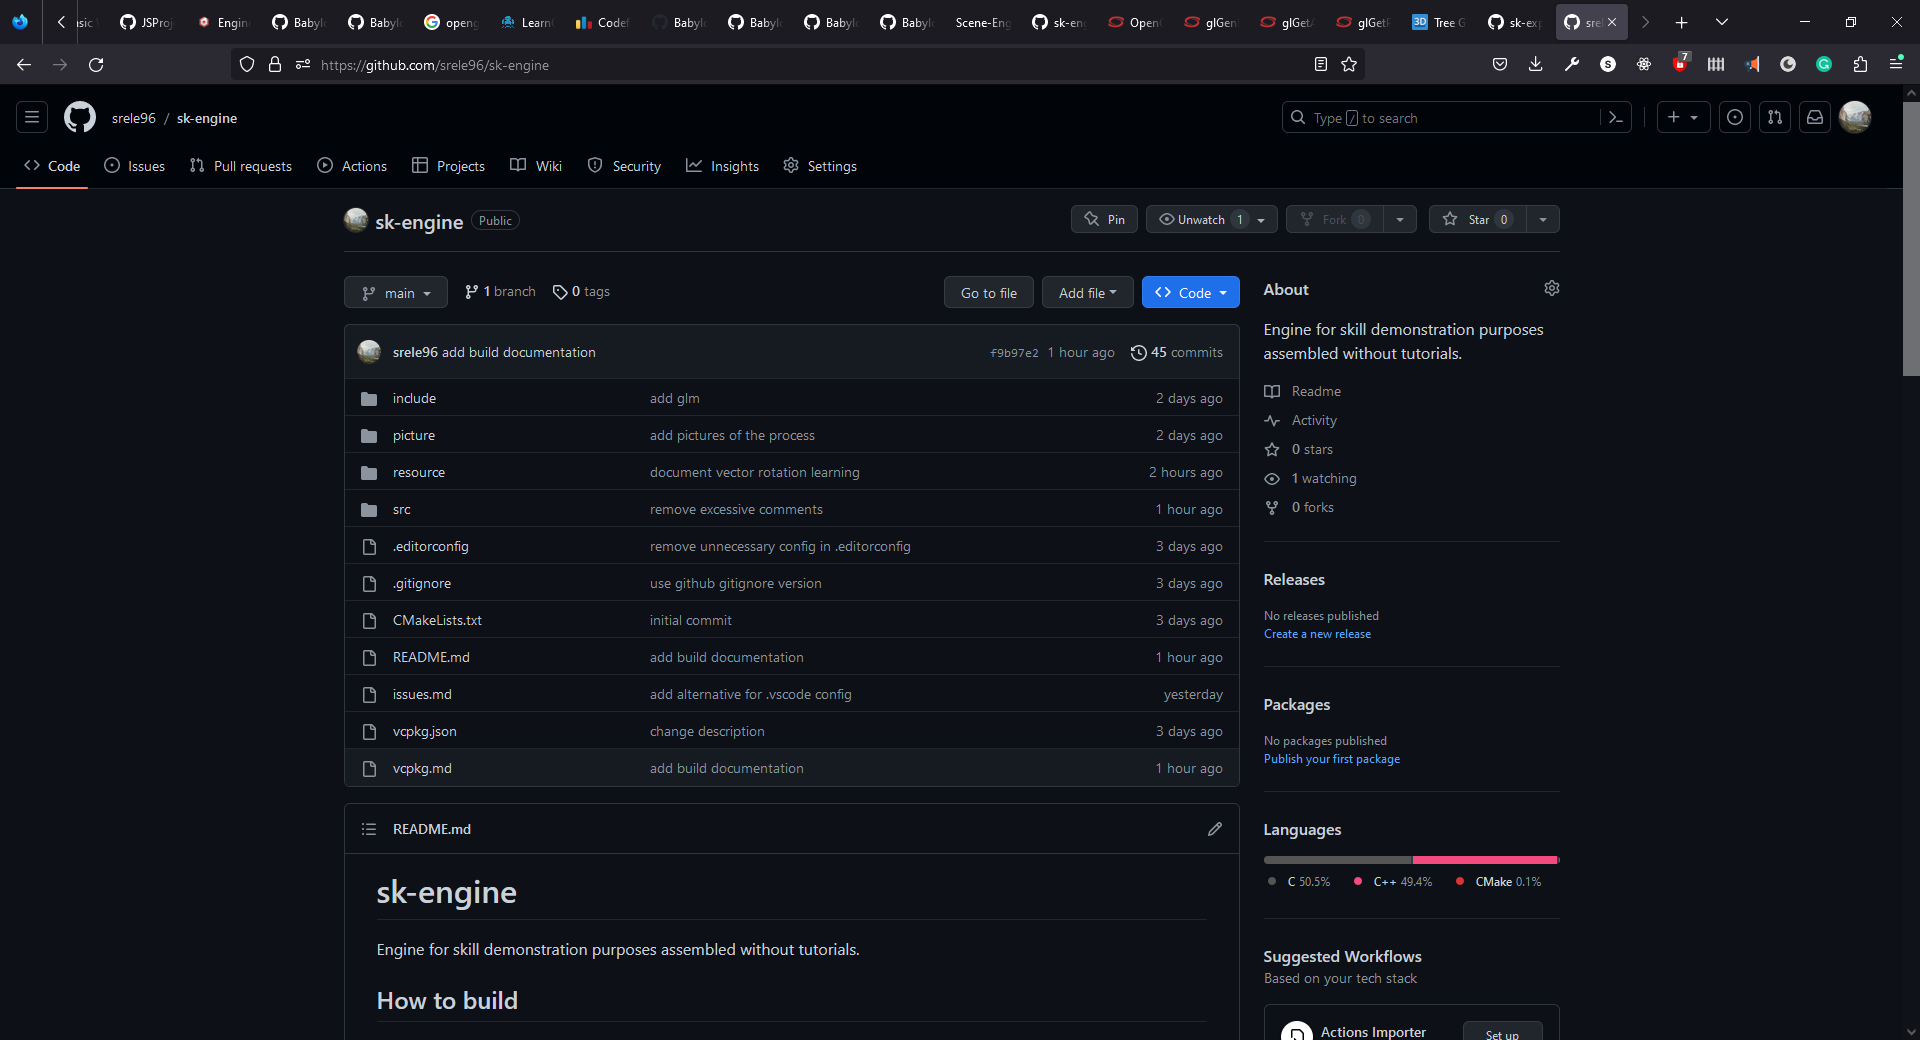 JSProj
Engine
Babyl
Babyl
openg
Learn
Codef
Babyl
Babyl
Babyl
Babyl
Scene-Eng
sk-eng
Open
glGen
glGet
glGetP
Tree G
sk-exp
srel
https://github.com/srele96/sk-engine
7
srele96 / sk-engine
Type / to search
Code Issues Pull requests Actions Projects Wiki Security Insights Settings
sk-engine Public
Pin Unwatch 1 Fork 0 Star 0
main 1 branch 0 tags Go to file Add file Code
srele96 add build documentation f9b97e2 1 hour ago 45 commits
include add glm 2 days ago
picture add pictures of the process 2 days ago
resource document vector rotation learning 2 hours ago
src remove excessive comments 1 hour ago
.editorconfig remove unnecessary config in .editorconfig 3 days ago
.gitignore use github gitignore version 3 days ago
CMakeLists.txt initial commit 3 days ago
README.md add build documentation 1 hour ago
issues.md add alternative for .vscode config yesterday
vcpkg.json change description 3 days ago
vcpkg.md add build documentation 1 hour ago
README.md
sk-engine
Engine for skill demonstration purposes assembled without tutorials.
How to build
About
Engine for skill demonstration purposes
assembled without tutorials.
Readme
Activity
0 stars
1 watching
0 forks
Releases
No releases published
Create a new release
Packages
No packages published
Publish your first package
Languages
C 50.5% C++ 49.4% CMake 0.1%
Suggested Workflows
Based on your tech stack
Actions Importer Set up